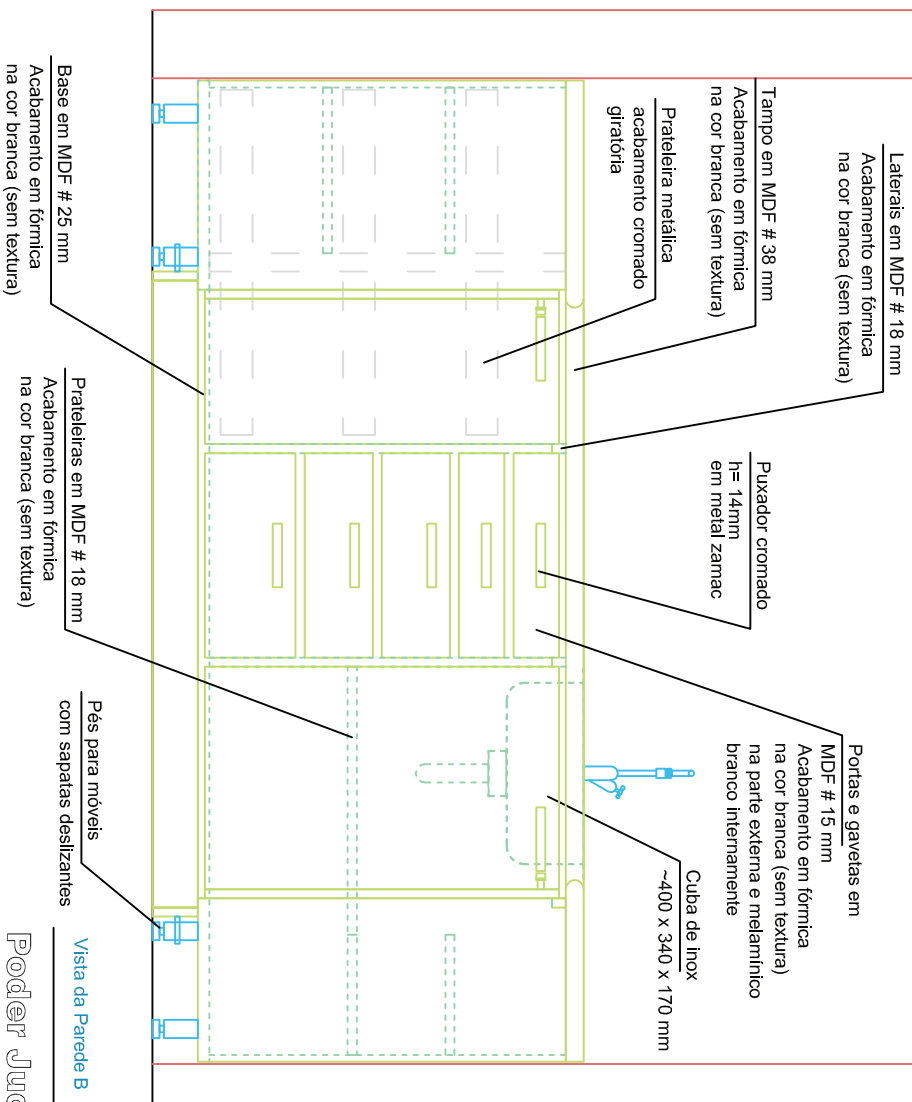 Laterais em MDF # 18 mm
Acabamento em fórmica
na cor branca (sem textura)
Tampo em MDF # 38 mm
Acabamento em fórmica
na cor branca (sem textura)
Prateleira metálica
acabamento cromado
giratória
Puxador cromado
h= 14mm
em metal zamac
Portas e gavetas em
MDF # 15 mm
Acabamento em fórmica
na cor branca (sem textura)
na parte externa e melamínico
branco internamente
Cuba de inox
~400 x 340 x 170 mm
Base em MDF # 25 mm
Acabamento em fórmica
na cor branca (sem textura)
Prateleiras em MDF # 18 mm
Acabamento em fórmica
na cor branca (sem textura)
Pés para móveis
com sapatas deslizantes
Vista da Parede B
Poder Jud